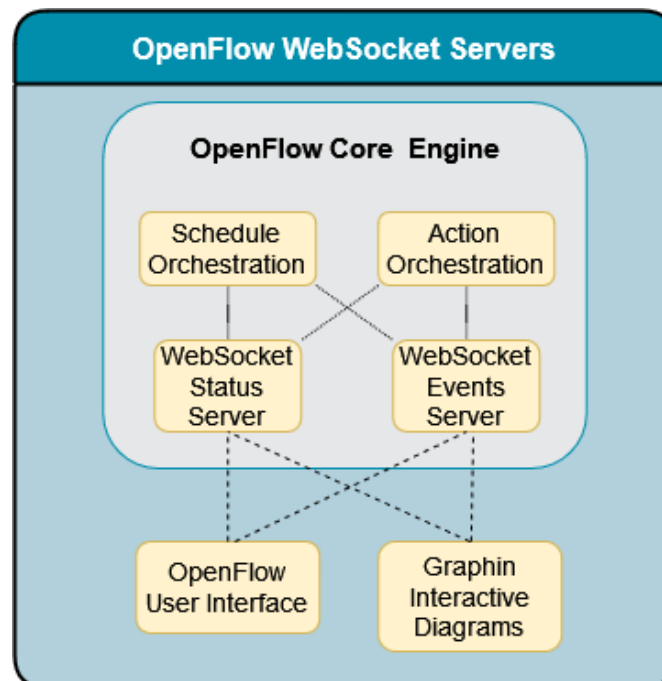 OpenFlow WebSocket Servers
OpenFlow Core Engine
Schedule
Orchestration
Action
Orchestration
WebSocket
Status
Server
WebSocket
Events
Server
OpenFlow
User Interface
Graphin
Interactive
Diagrams